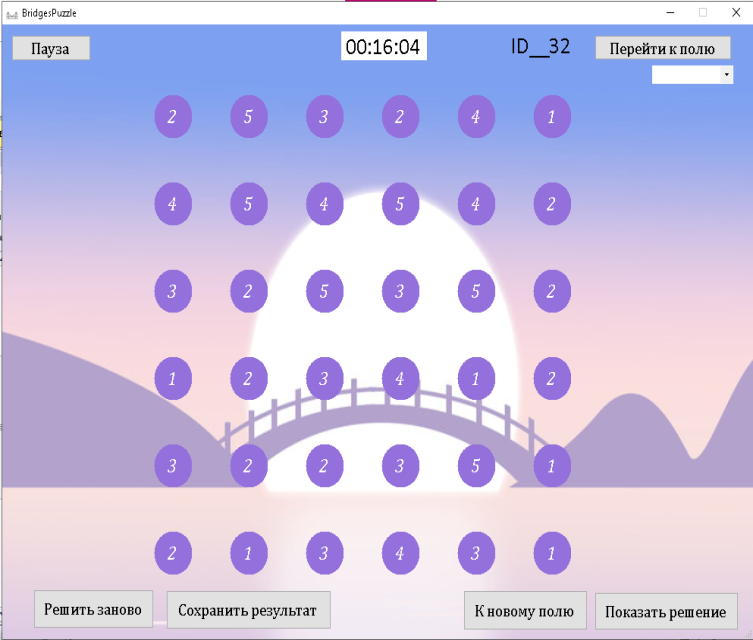 BridgesPuzzle
Пауза
00:16:04
ID__32
Перейти к полю
2 5 3 2 4 1
4 5 4 5 4 2
3 2 5 3 5 2
1 2 3 4 1 2
3 2 2 3 5 1
2 1 3 4 3 1
Решить заново
Сохранить результат
К новому полю
Показать решение